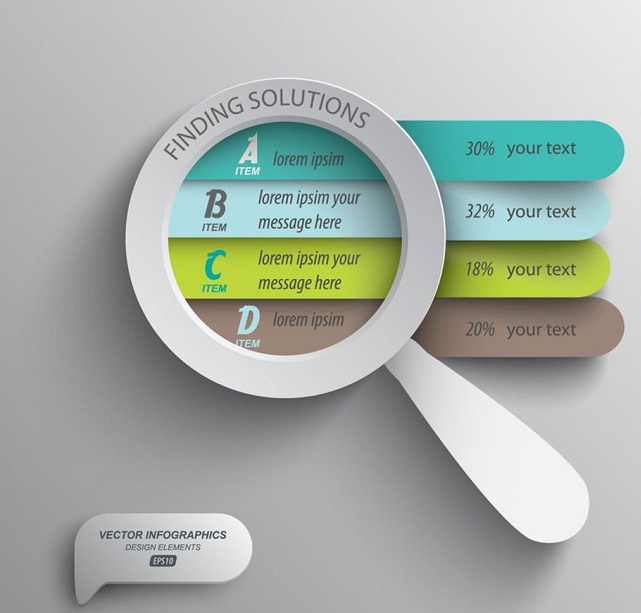 FINDING SOLUTIONS
A
ITEM
lorem ipsim
30% your text
B
ITEM
lorem ipsim your
message here
32% your text
C
ITEM
lorem ipsim your
message here
18% your text
D
ITEM
lorem ipsim
20% your text
VECTOR INFOGRAPHICS
DESIGN ELEMENTS
EPS10